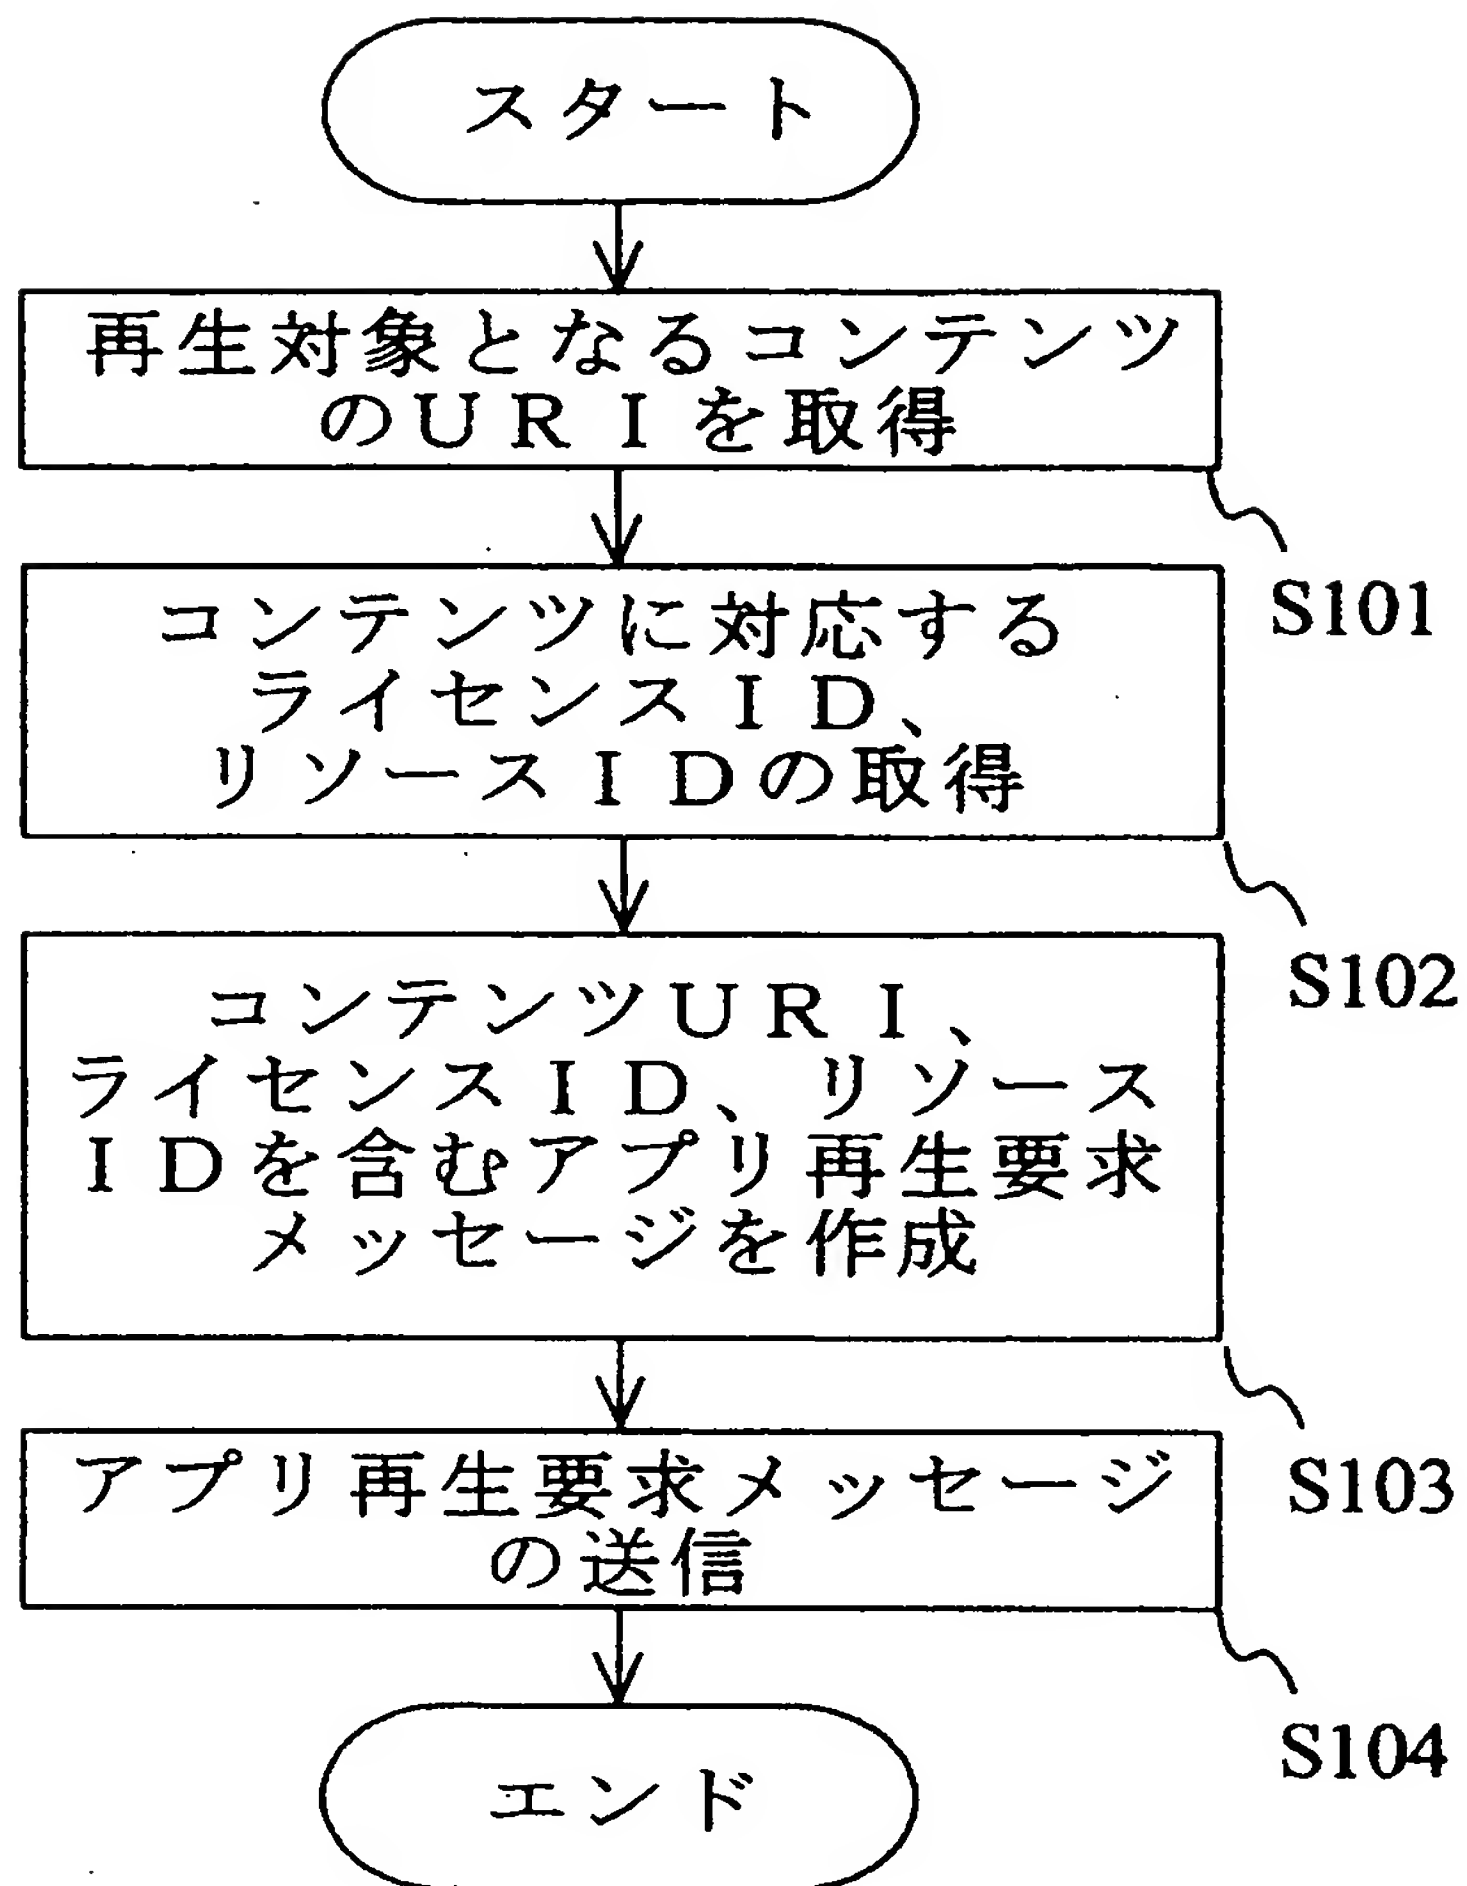 スタート
再生対象となるコンテンツ
のURIを取得
S101
コンテンツに対応する
ライセンスID、
リソースIDの取得
S102
コンテンツURI、
ライセンスID、リソース
IDを含むアプリ再生要求
メッセージを作成
S103
アプリ再生要求メッセージ
の送信
S104
エンド